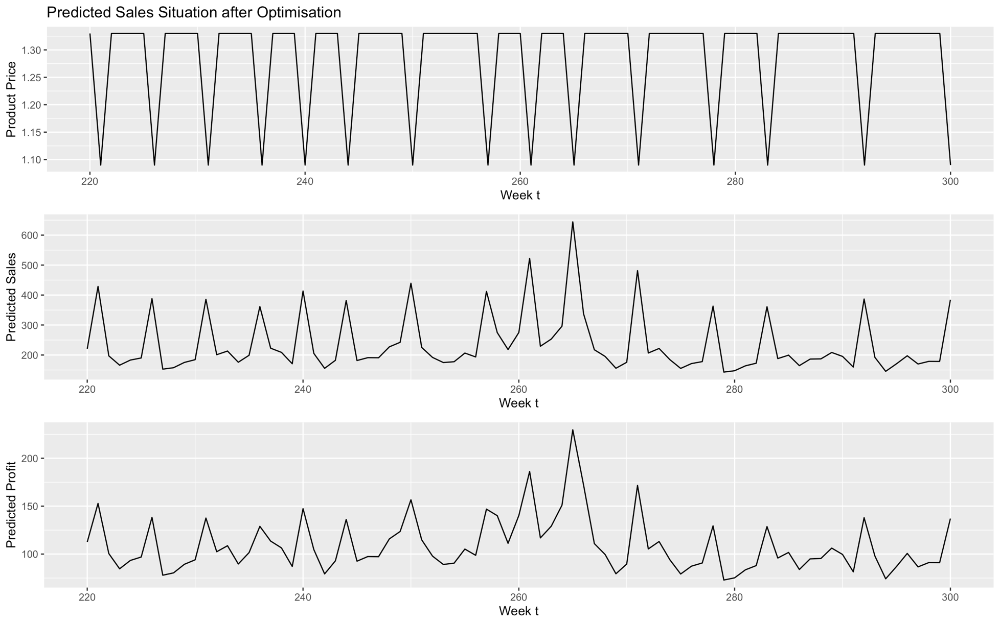 Predicted Sales Situation after Optimisation
Product Price
1.30
1.25
1.20
1.15
1.10
220 240 260 280 300
Week t
Predicted Sales
600
500
400
300
200
220 240 260 280 300
Week t
Predicted Profit
200
150
100
220 240 260 280 300
Week t